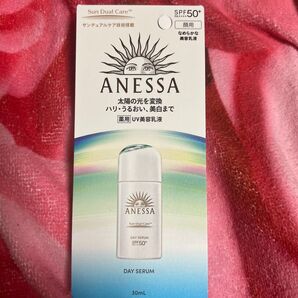 Sun Dual Care™
サンデュアルケア技術搭載
SPF50+
顔用
なめらかな
美容乳液
ANESSA
太陽の光を変換
ハリ・うるおい、美白まで
薬用 UV美容乳液
ANESSA
Sun Dual Care™
DAY SERUM
SPF50+
DAY SERUM
30mL